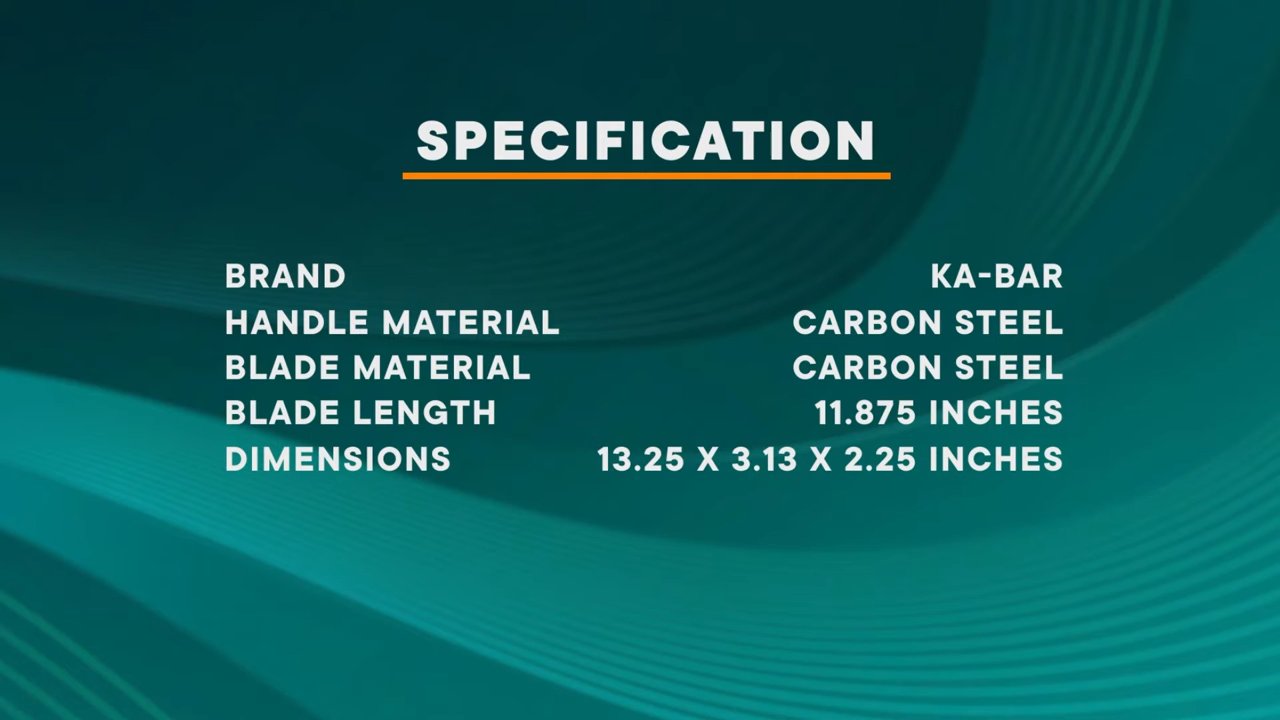 SPECIFICATION
BRAND KA-BAR
HANDLE MATERIAL CARBON STEEL
BLADE MATERIAL CARBON STEEL
BLADE LENGTH 11.875 INCHES
DIMENSIONS 13.25 X 3.13 X 2.25 INCHES